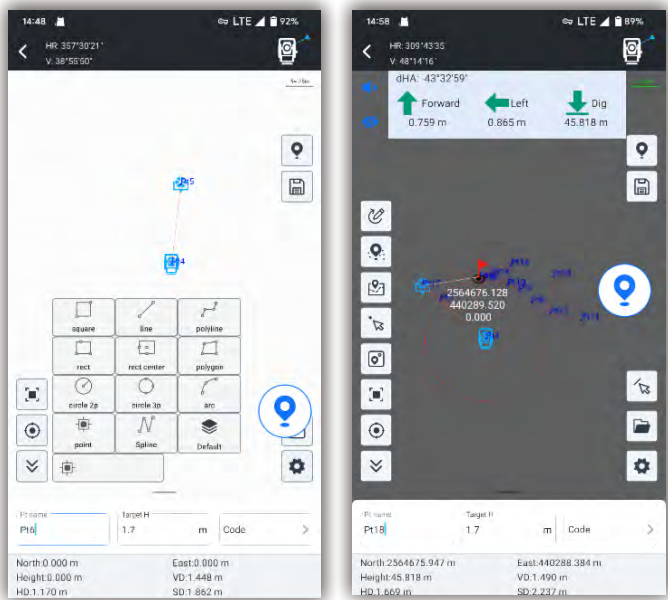 14:48
LTE 92%
HR: 357°30'21"
V: 38°55'50"
Pt5
Pt4
square
line
polyline
rect
rect center
polygon
circle 2p
circle 3p
arc
point
Spline
Default
Pt name
Pt6
Target H
1.7 m
Code
North:0.000 m
East:0.000 m
Height:0.000 m
VD:1.448 m
HD:1.170 m
SD:1.862 m
14:58
LTE 89%
HR: 309°43'35
V: 48°14'16
dHA: -43°32'59"
Forward
Left
Dig
0.759 m
0.865 m
45.818 m
2564676.128
440289.520
0.000
Pt name
Pt18
Target H
1.7 m
Code
North:2564675.947 m
East:440288.384 m
Height:45.818 m
VD:1.490 m
HD:1.669 m
SD:2.237 m